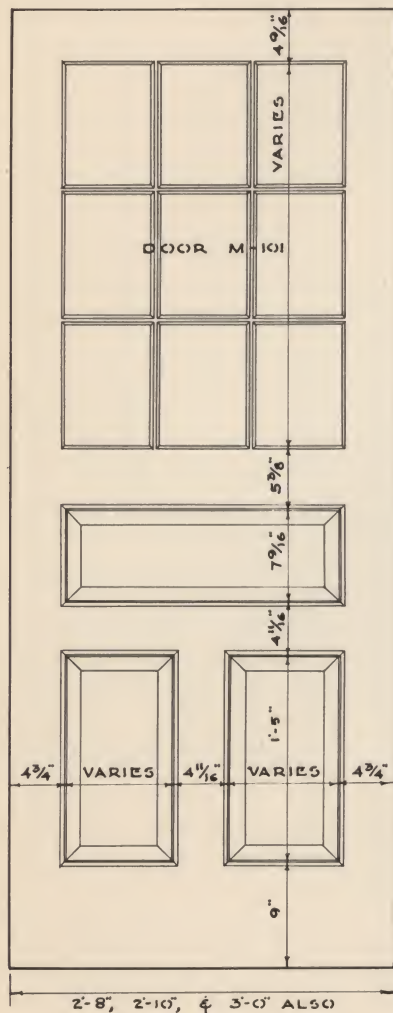 4 9/16"
VARIES
DOOR M-101
5 3/8"
7 9/16"
4 11/16"
1'-5"
4 3/4" VARIES 4 11/16" VARIES 4 3/4"
9"
2'-8", 2'-10", & 3'-0" ALSO